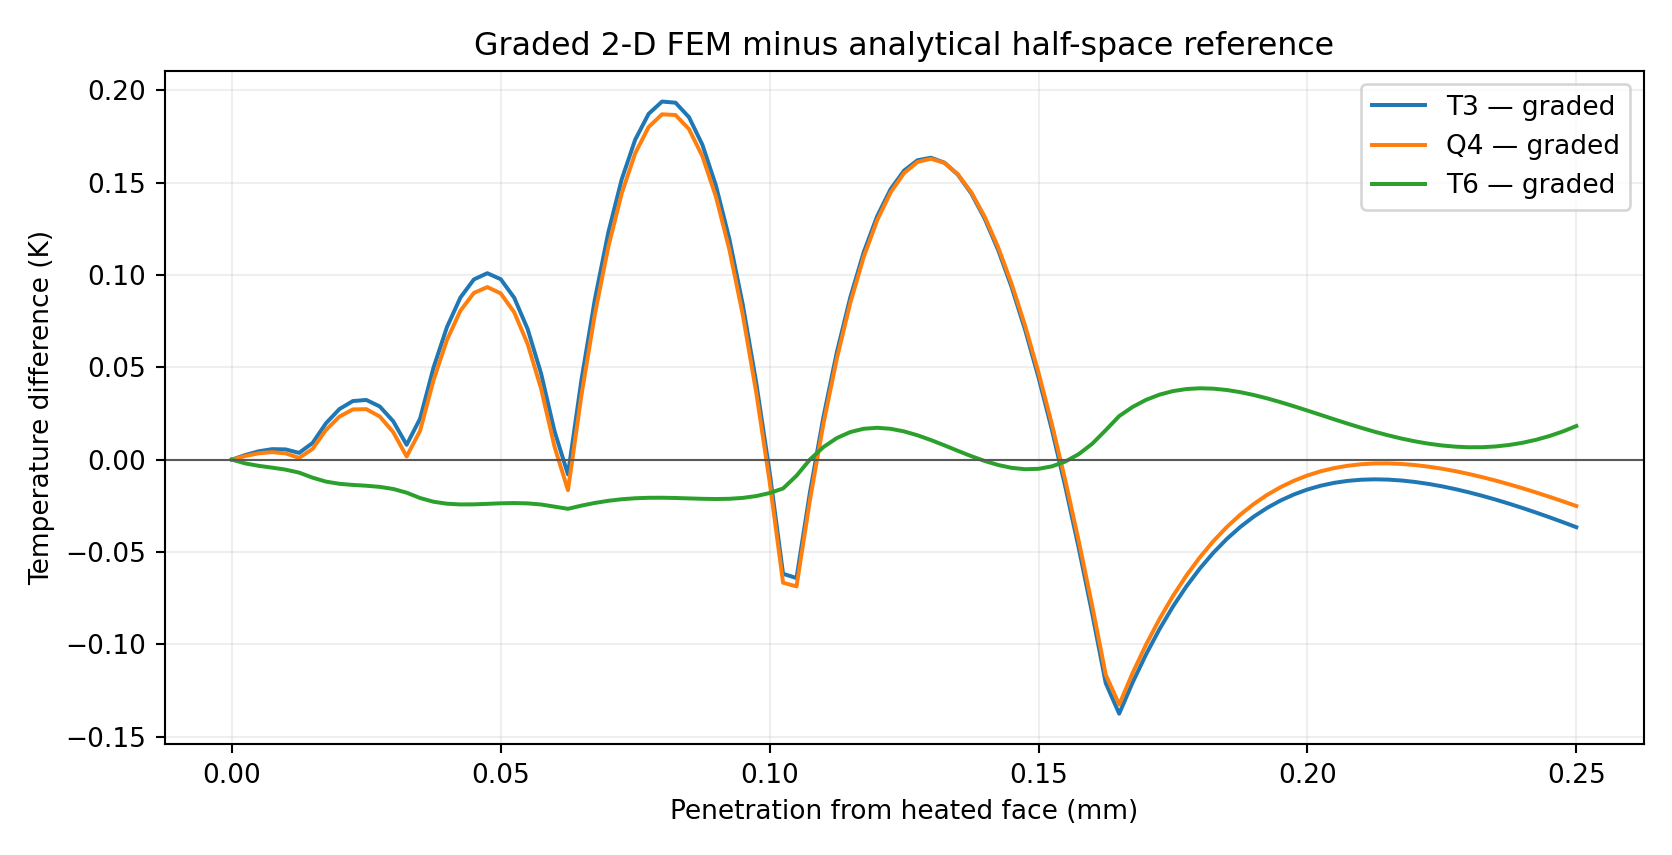 Graded 2-D FEM minus analytical half-space reference
T3 — graded
Q4 — graded
T6 — graded
Temperature difference (K)
0.20
0.15
0.10
0.05
0.00
−0.05
−0.10
−0.15
0.00
0.05
0.10
0.15
0.20
0.25
Penetration from heated face (mm)